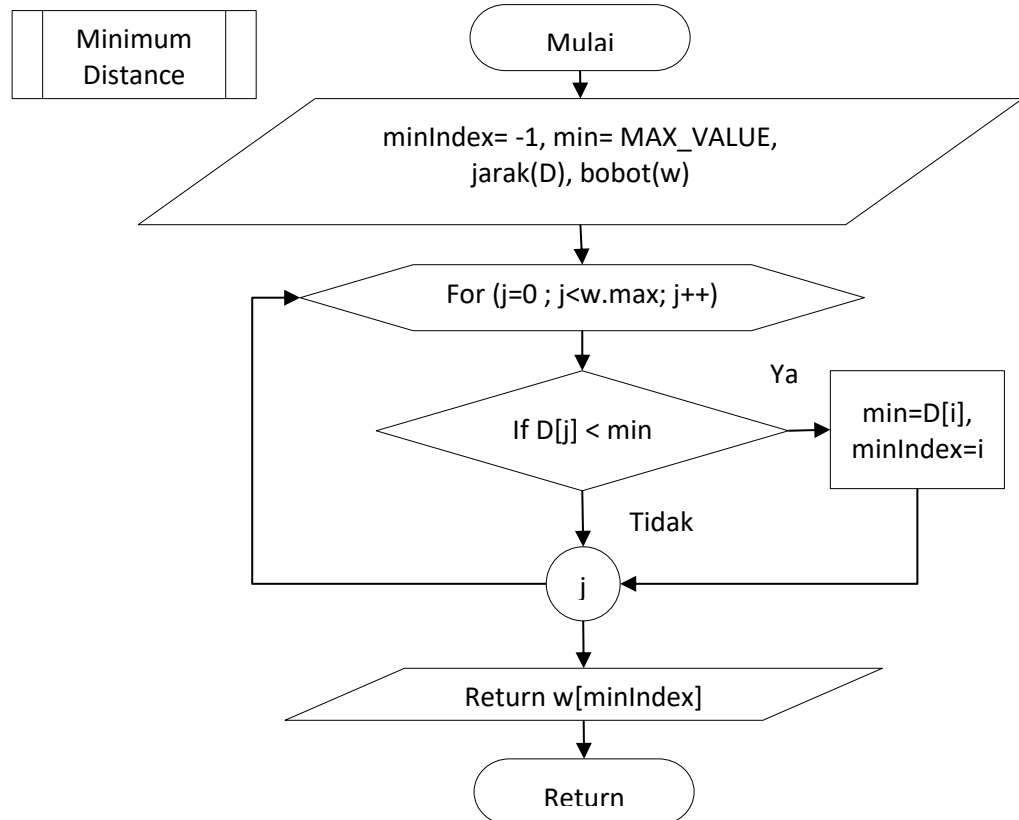 Minimum
Distance
Mulai
minIndex= -1, min= MAX_VALUE,
jarak(D), bobot(w)
For (j=0 ; j<w.max; j++)
If D[j] < min
Ya
min=D[i],
minIndex=i
Tidak
j
Return w[minIndex]
Return